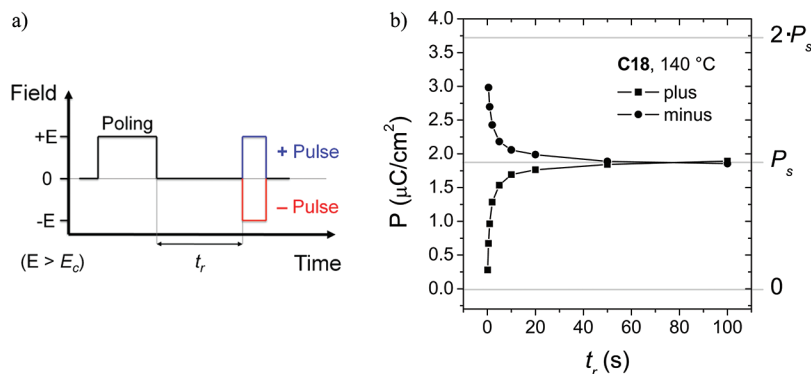 a)
Field
+E
Poling
+ Pulse
0
-E
– Pulse
(E > E_c)
t_r
Time
b)
4.0
3.5
3.0
2.5
2.0
1.5
1.0
0.5
0.0
P (μC/cm²)
C18, 140 °C
plus
minus
2·P_s
P_s
0
0
20
40
60
80
100
t_r (s)